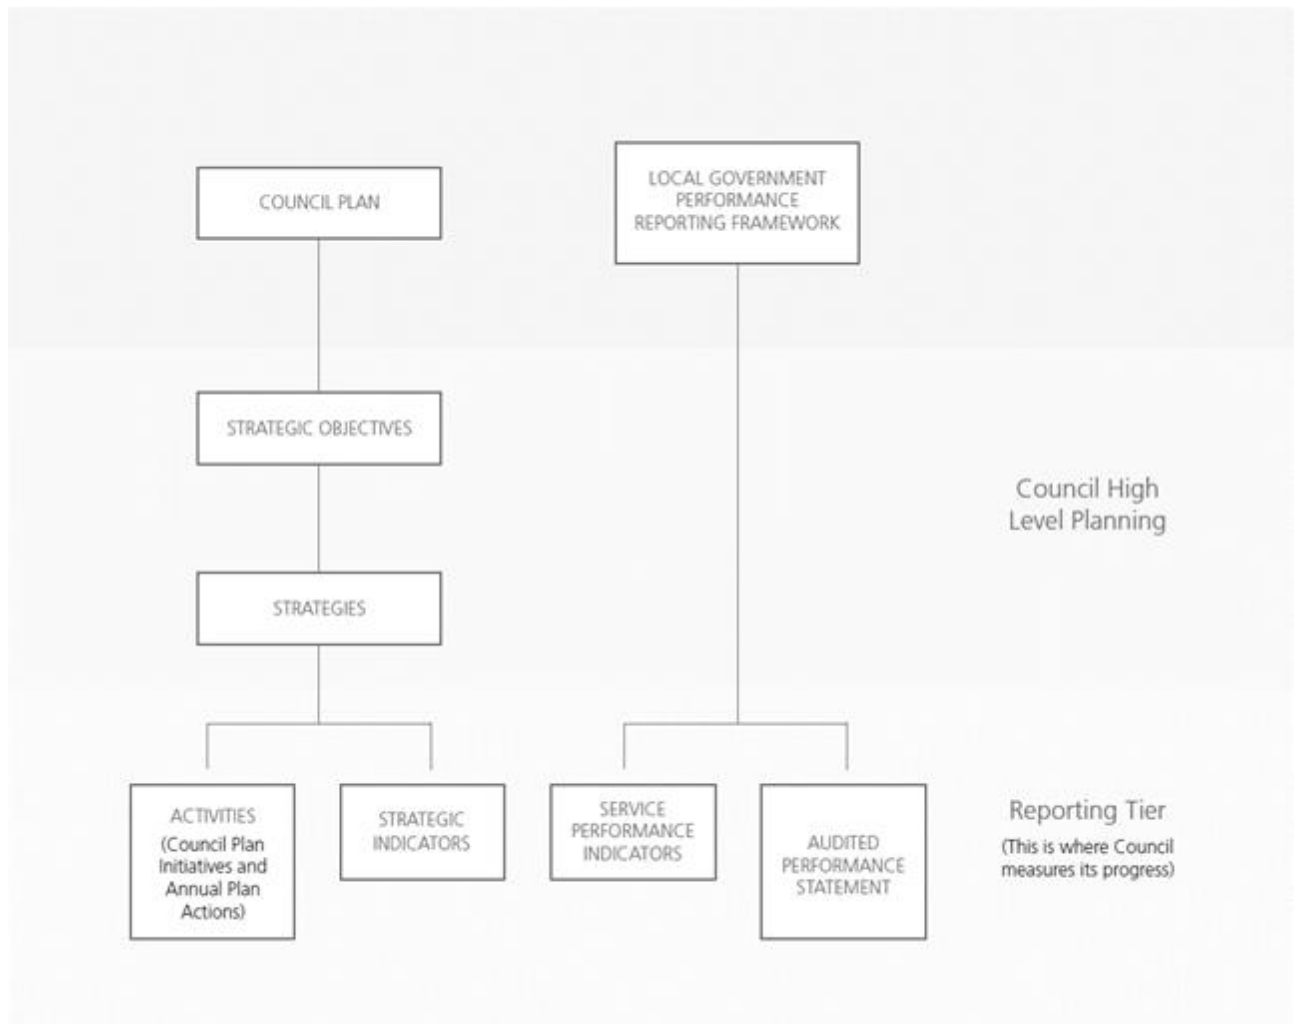 COUNCIL PLAN
LOCAL GOVERNMENT
PERFORMANCE
REPORTING FRAMEWORK
STRATEGIC OBJECTIVES
Council High
Level Planning
STRATEGIES
ACTIVITIES
(Council Plan
Initiatives and
Annual Plan
Actions)
STRATEGIC
INDICATORS
SERVICE
PERFORMANCE
INDICATORS
AUDITED
PERFORMANCE
STATEMENT
Reporting Tier
(This is where Council
measures its progress)